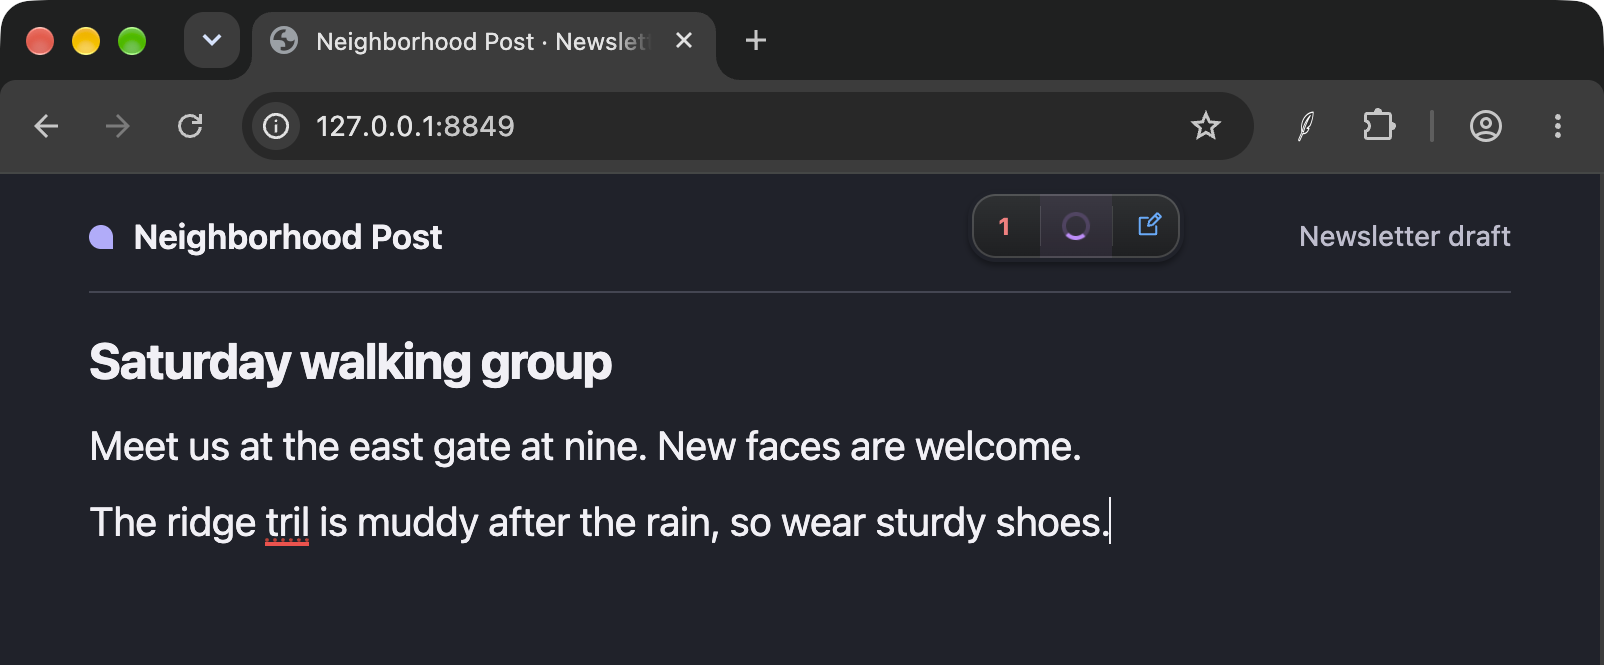 Neighborhood Post · Newslet
127.0.0.1:8849
Neighborhood Post
1
Newsletter draft
Saturday walking group
Meet us at the east gate at nine. New faces are welcome.
The ridge tril is muddy after the rain, so wear sturdy shoes.